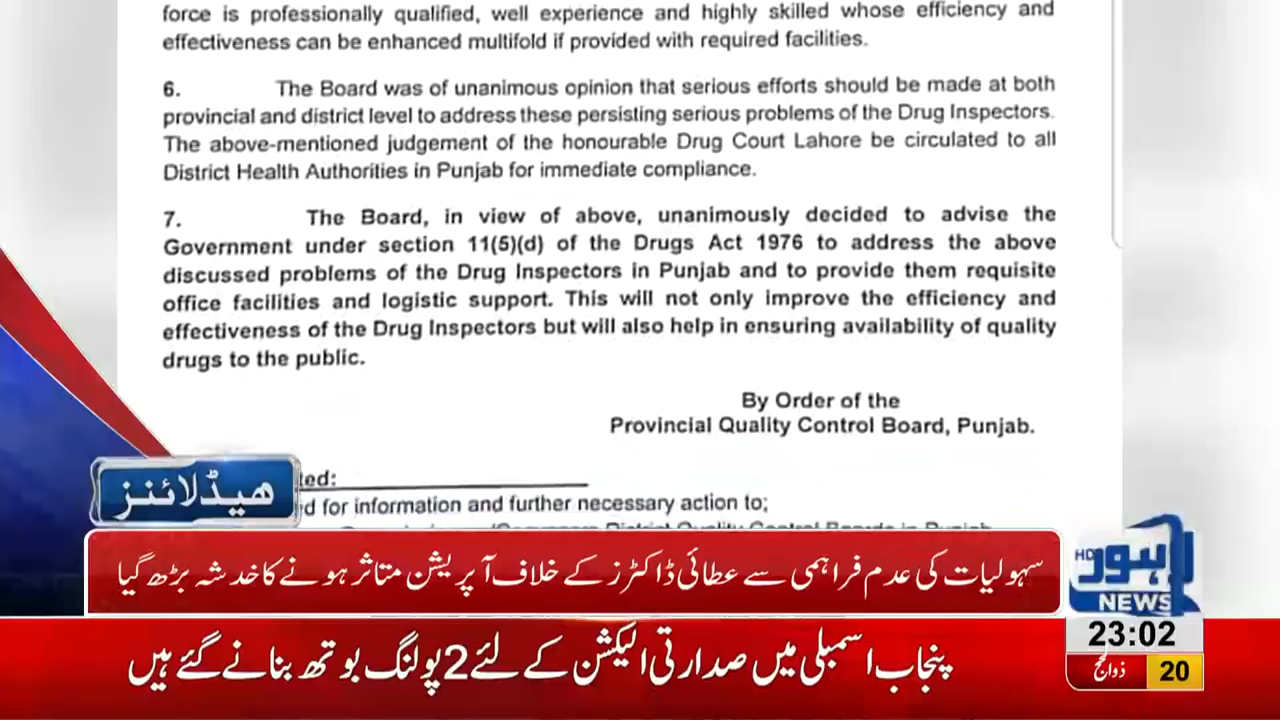 force is professionally qualified, well experience and highly skilled whose efficiency and
effectiveness can be enhanced multifold if provided with required facilities.
6. The Board was of unanimous opinion that serious efforts should be made at both
provincial and district level to address these persisting serious problems of the Drug Inspectors.
The above-mentioned judgement of the honourable Drug Court Lahore be circulated to all
District Health Authorities in Punjab for immediate compliance.
7. The Board, in view of above, unanimously decided to advise the
Government under section 11(5)(d) of the Drugs Act 1976 to address the above
discussed problems of the Drug Inspectors in Punjab and to provide them requisite
office facilities and logistic support. This will not only improve the efficiency and
effectiveness of the Drug Inspectors but will also help in ensuring availability of quality
drugs to the public.
By Order of the
Provincial Quality Control Board, Punjab.
ted:
d for information and further necessary action to;
District Quality Control Boards in Punjab
ھیڈلائنز
سہولیات کی عدم فراہمی سے عطائی ڈاکٹرز کے خلاف آپریشن متاثر ہونے کا خدشہ بڑھ گیا
لاہور HD
NEWS
23:02
پنجاب اسمبلی میں صدارتی الیکشن کے لئے 2 پولنگ بوتھ بنانے گئے ہیں
20 ذوالحج